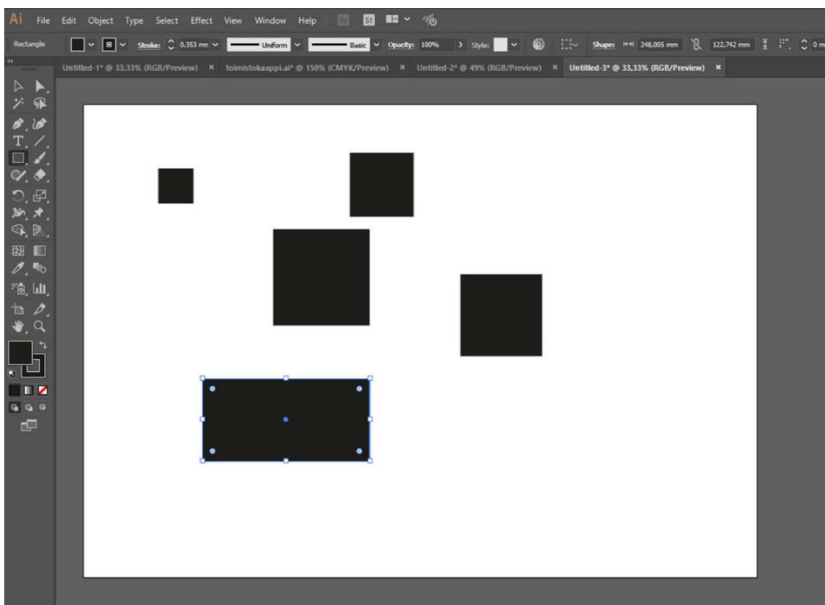 Ai File Edit Object Type Select Effect View Window Help Br St
Rectangle Stroke: 0,353 mm Uniform Basic Opacity: 100% Style: Shape: 248,005 mm 122,742 mm 0 m
Untitled-1* @ 33,33% (RGB/Preview) × toimistokaappi.ai* @ 150% (CMYK/Preview) × Untitled-2* @ 49% (RGB/Preview) × Untitled-3* @ 33,33% (RGB/Preview) ×